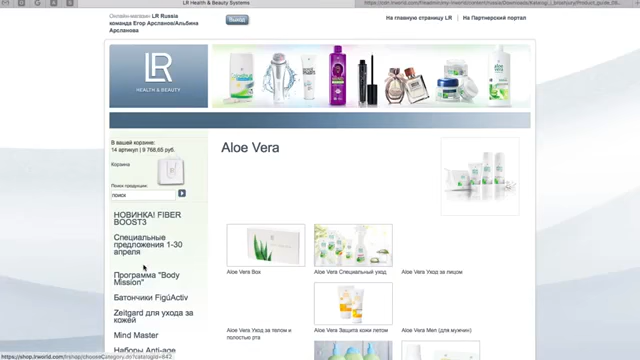 LR Health & Beauty Systems
Онлайн-магазин LR Russia
команда Егор Арсланов/Альбина
Арсланова
Выход
На главную страницу LR
На Партнерский портал
LR
HEALTH & BEAUTY
В вашей корзине:
14 артикул | 9 768,65 руб.
Корзина
Поиск продукции:
поиск
НОВИНКА! FIBER
BOOST3
Специальные
предложения 1-30
апреля
Программа "Body
Mission"
Батончики FigúActiv
Zeitgard для ухода за
кожей
Mind Master
Наборы Anti-age
Aloe Vera
Aloe Vera Box
Aloe Vera Специальный уход
Aloe Vera Уход за лицом
Aloe Vera Уход за телом и
полостью рта
Aloe Vera Защита кожи летом
Aloe Vera Men (для мужчин)